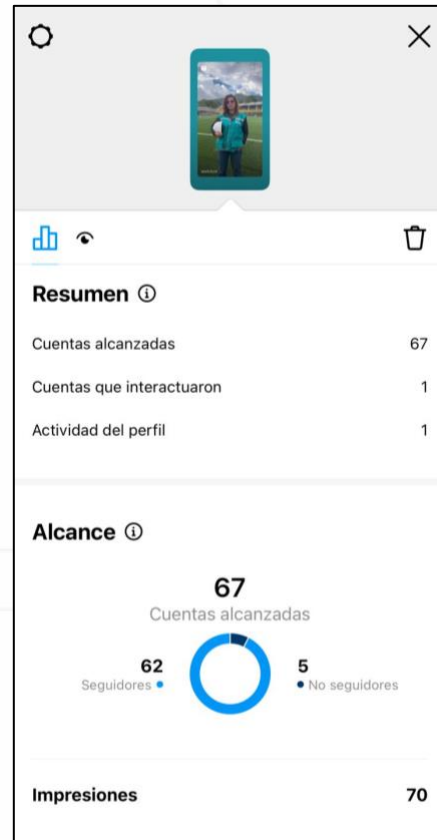 Resumen
Cuentas alcanzadas 67
Cuentas que interactuaron 1
Actividad del perfil 1
Alcance
67
Cuentas alcanzadas
62
Seguidores
5
No seguidores
Impresiones 70